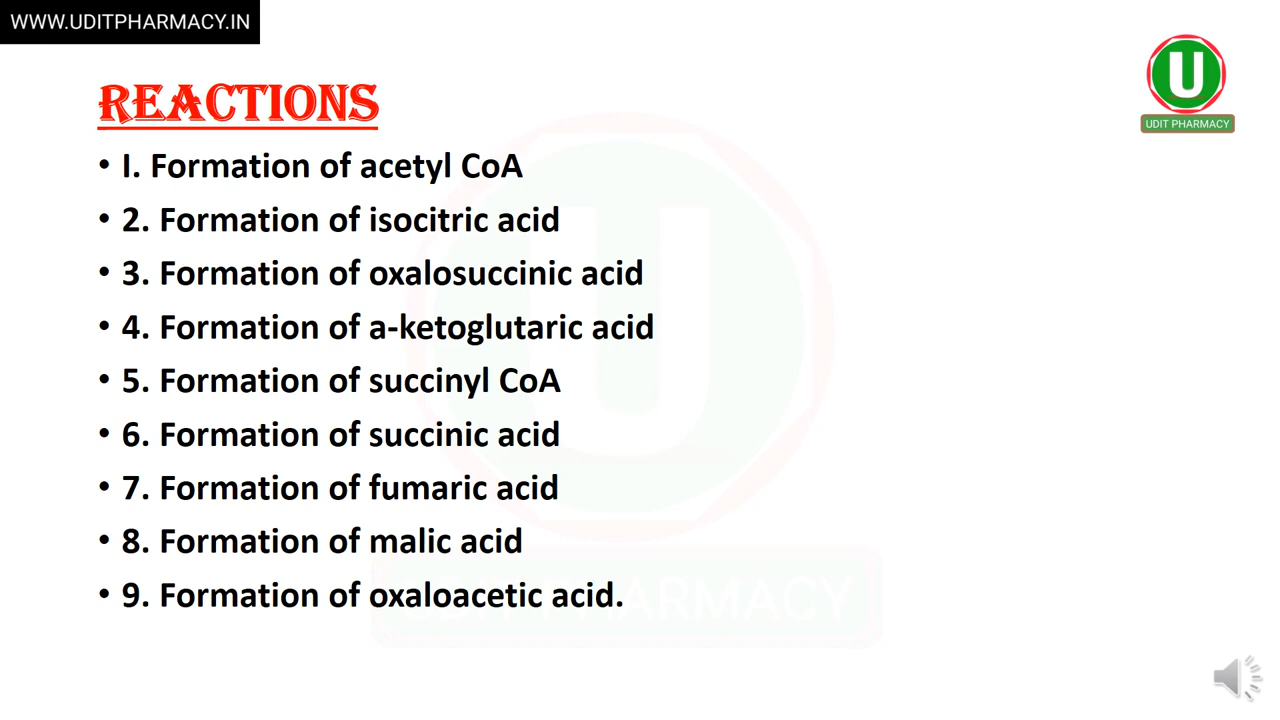 WWW.UDITPHARMACY.IN
U
UDIT PHARMACY
REACTIONS
• I. Formation of acetyl CoA
• 2. Formation of isocitric acid
• 3. Formation of oxalosuccinic acid
• 4. Formation of a-ketoglutaric acid
• 5. Formation of succinyl CoA
• 6. Formation of succinic acid
• 7. Formation of fumaric acid
• 8. Formation of malic acid
• 9. Formation of oxaloacetic acid.
U
UDIT PHARMACY